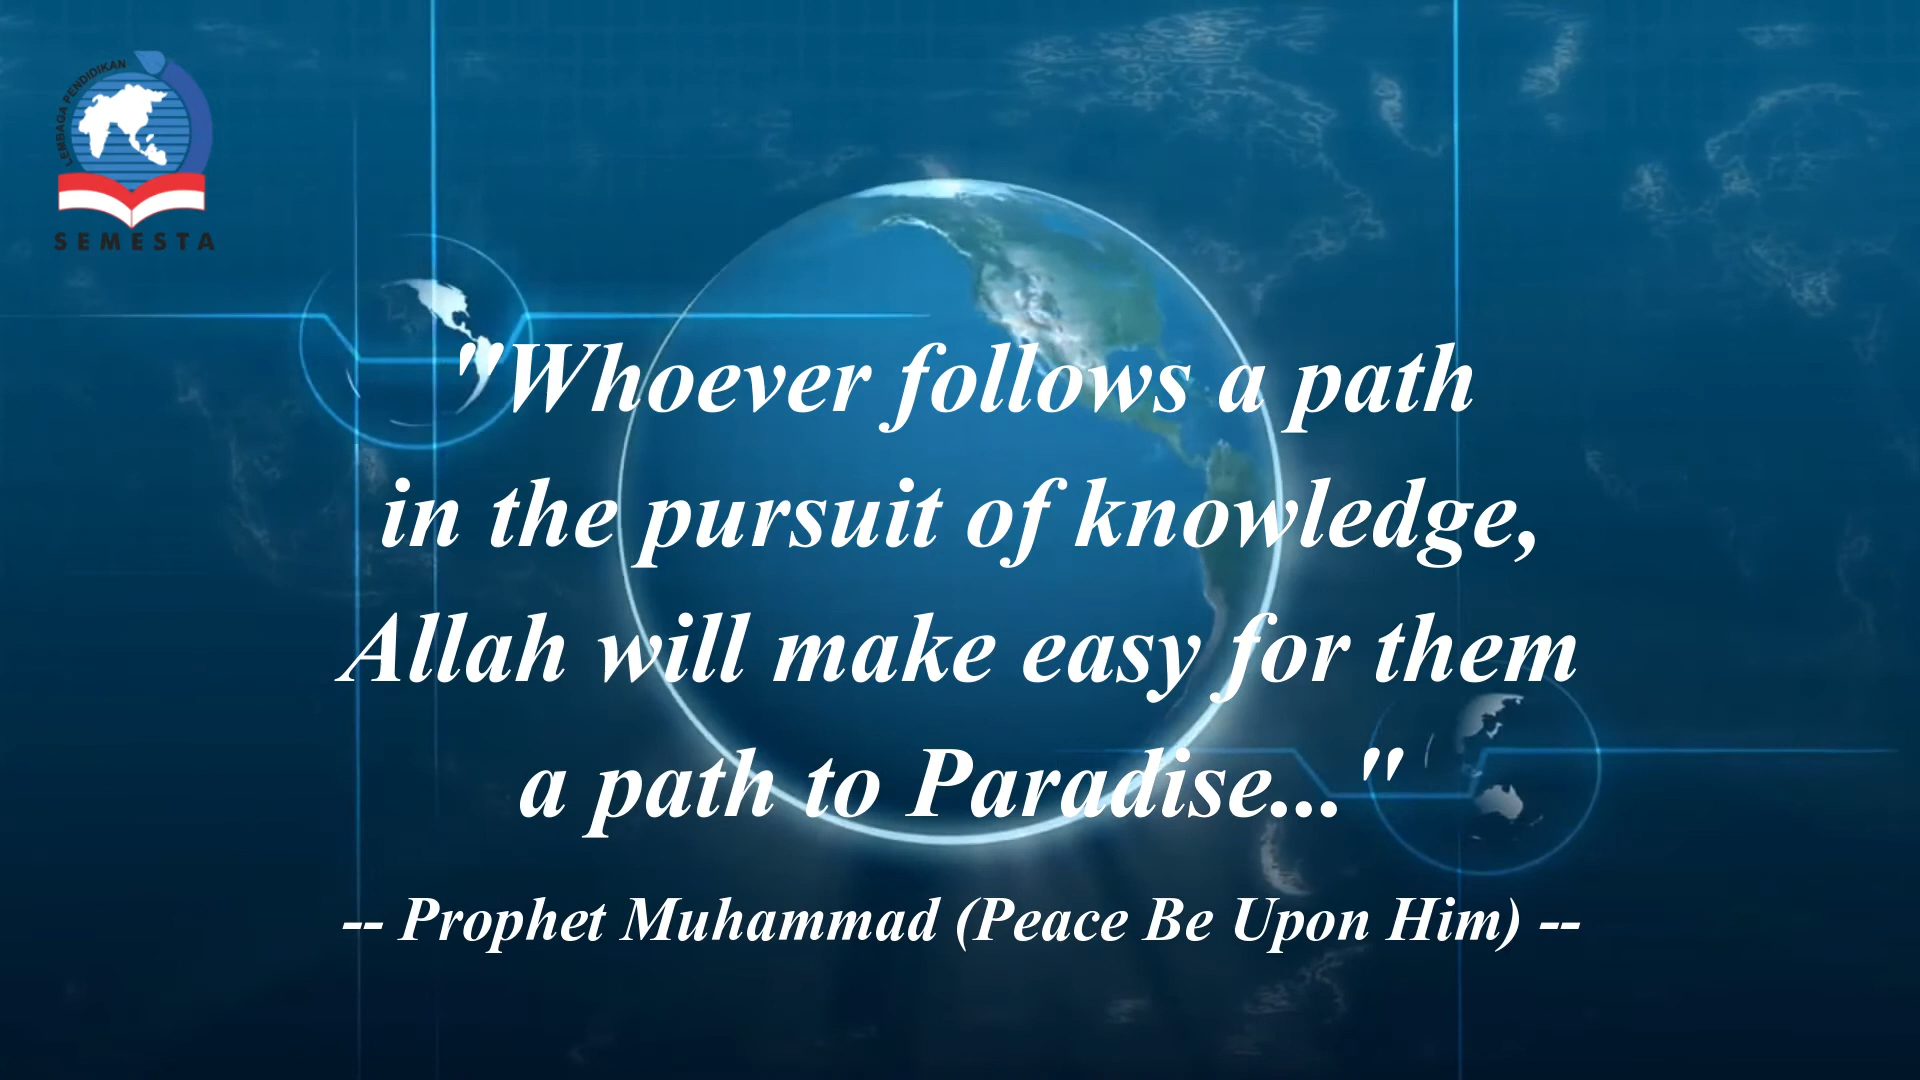 LEMBAGA PENDIDIKAN
SEMESTA
"Whoever follows a path
in the pursuit of knowledge,
Allah will make easy for them
a path to Paradise..."
-- Prophet Muhammad (Peace Be Upon Him) --